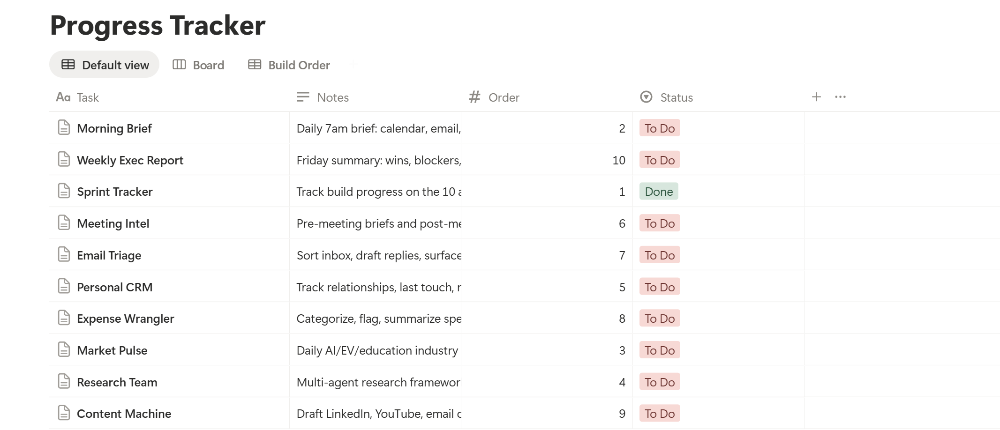 Progress Tracker
Default view Board Build Order
Aa Task Notes # Order Status + ...
Morning Brief Daily 7am brief: calendar, email, 2 To Do
Weekly Exec Report Friday summary: wins, blockers, 10 To Do
Sprint Tracker Track build progress on the 10 1 Done
Meeting Intel Pre-meeting briefs and post-me 6 To Do
Email Triage Sort inbox, draft replies, surface 7 To Do
Personal CRM Track relationships, last touch, 5 To Do
Expense Wrangler Categorize, flag, summarize spe 8 To Do
Market Pulse Daily AI/EV/education industry 3 To Do
Research Team Multi-agent research framewor 4 To Do
Content Machine Draft LinkedIn, YouTube, email 9 To Do